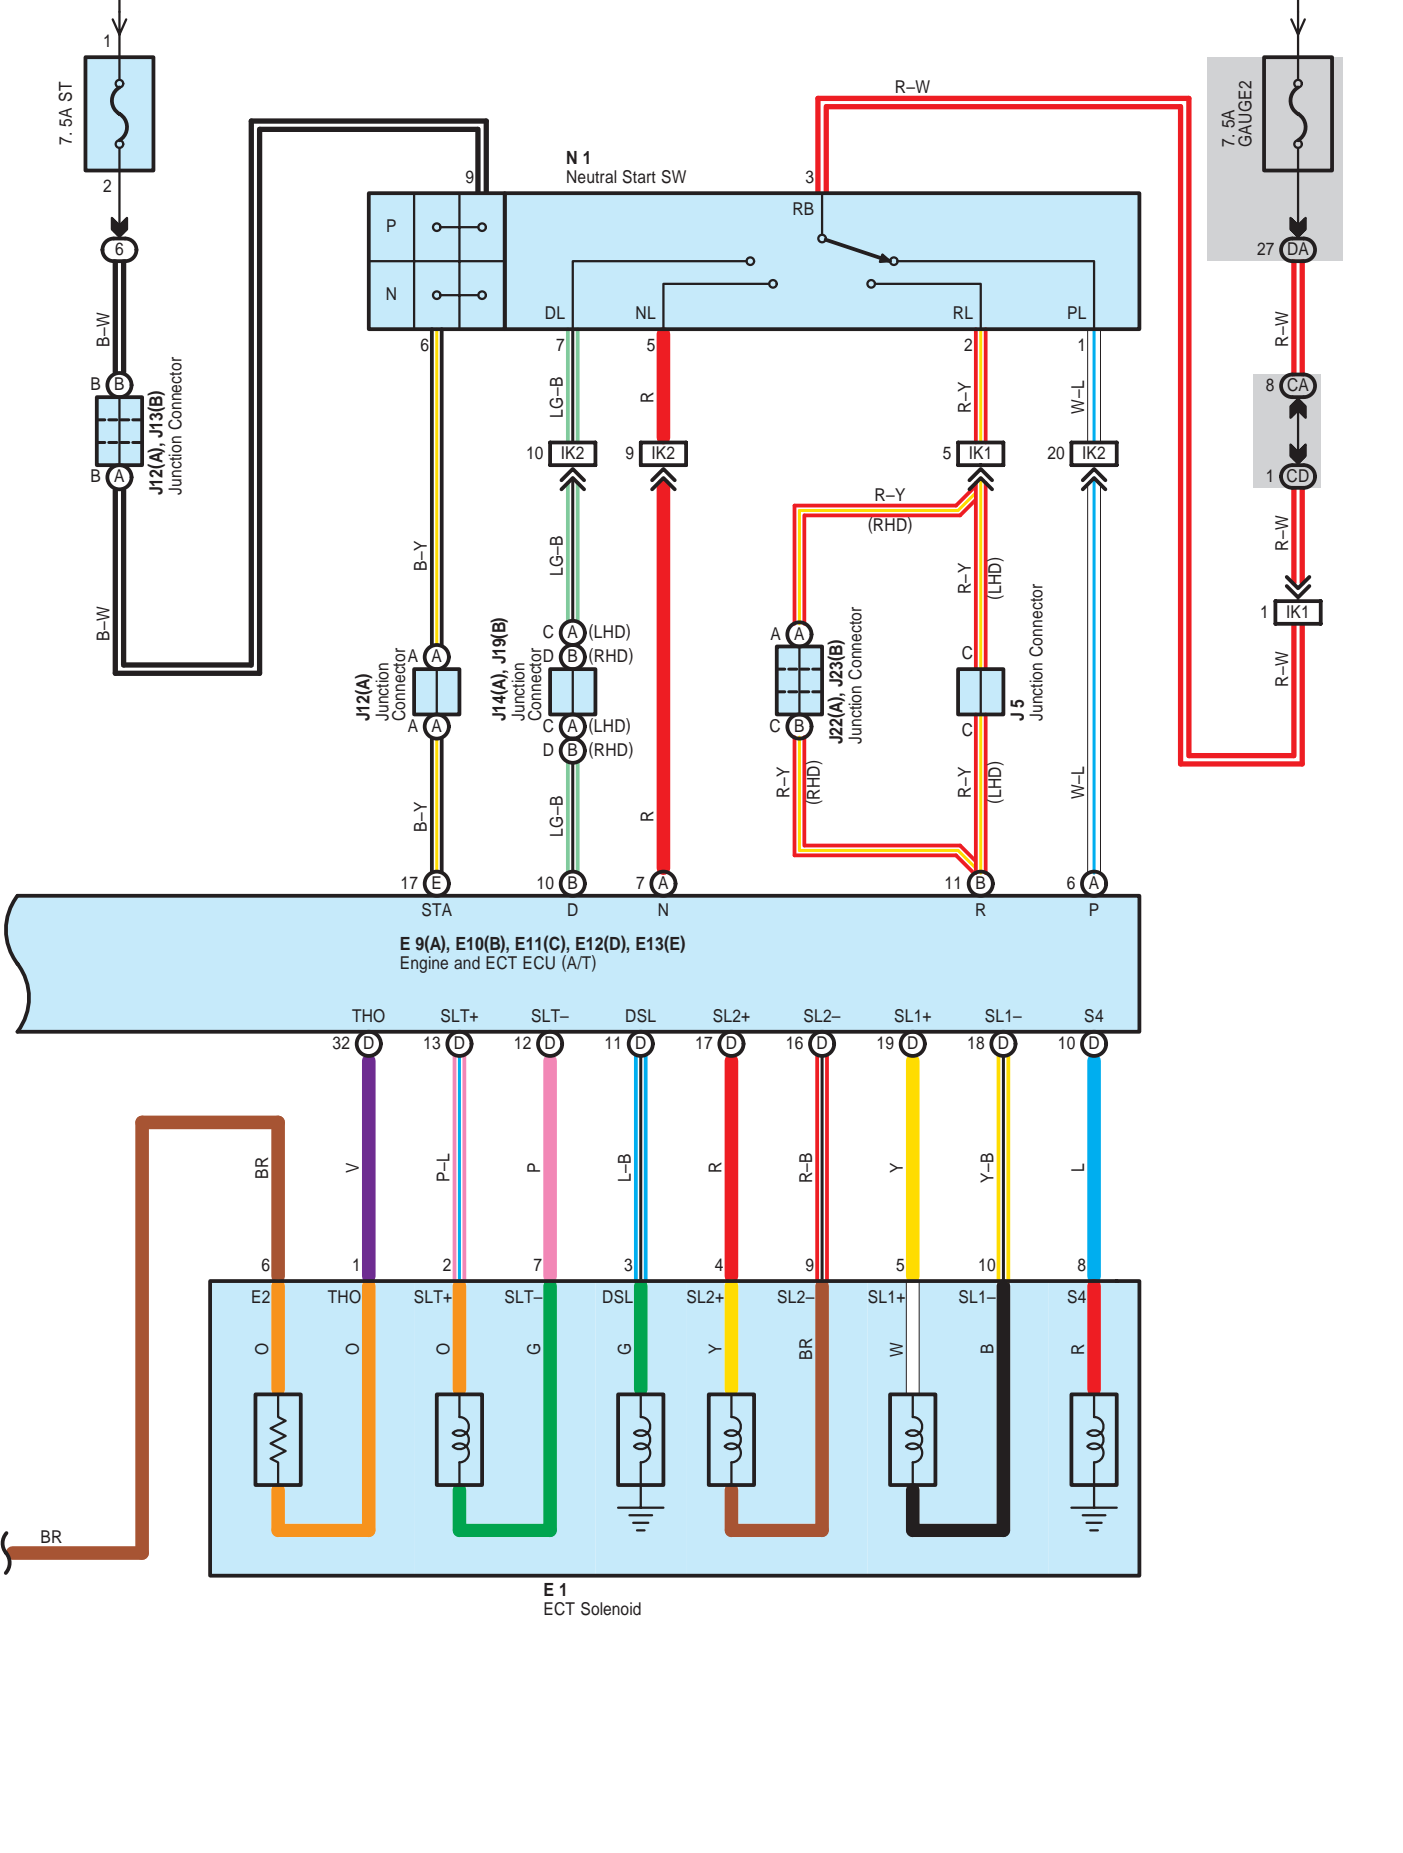 1
7. 5A ST
2
6
B–W
B
B
J12(A), J13(B)
Junction Connector
B
A
B–W
9
N 1
Neutral Start SW
3
R–W
7. 5A
GAUGE2
27
DA
R–W
8
CA
1
CD
R–W
1
IK1
R–W
P
N
RB
DL
NL
RL
PL
6
7
5
2
1
LG–B
R
R–Y
W–L
10
IK2
9
IK2
5
IK1
20
IK2
R–Y
(RHD)
B–Y
LG–B
R–Y
(LHD)
A
A
J12(A)
Junction
Connector
A
A
C
A
(LHD)
D
B
(RHD)
J14(A), J19(B)
Junction
Connector
C
A
(LHD)
D
B
(RHD)
A
A
J22(A), J23(B)
Junction Connector
C
B
C
J 5
Junction Connector
C
B–Y
LG–B
R
R–Y
(RHD)
R–Y
(LHD)
W–L
17
E
10
B
7
A
11
B
6
A
STA
D
N
R
P
E 9(A), E10(B), E11(C), E12(D), E13(E)
Engine and ECT ECU (A/T)
THO
SLT+
SLT–
DSL
SL2+
SL2–
SL1+
SL1–
S4
32
D
13
D
12
D
11
D
17
D
16
D
19
D
18
D
10
D
BR
V
P–L
P
L–B
R
R–B
Y
Y–B
L
6
1
2
7
3
4
9
5
10
8
E2
THO
SLT+
SLT–
DSL
SL2+
SL2–
SL1+
SL1–
S4
O
O
O
G
G
Y
BR
W
B
R
BR
E 1
ECT Solenoid